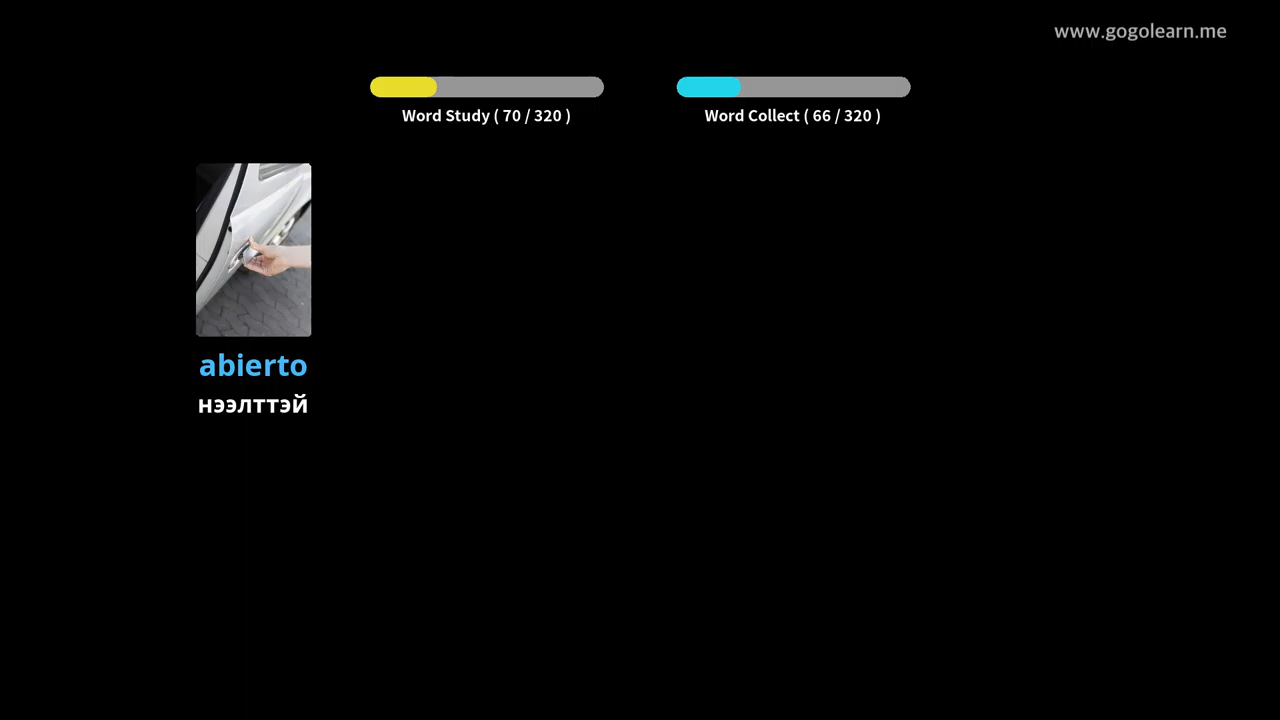 www.gogolearn.me
Word Study ( 70 / 320 )
Word Collect ( 66 / 320 )
abierto
нээлттэй